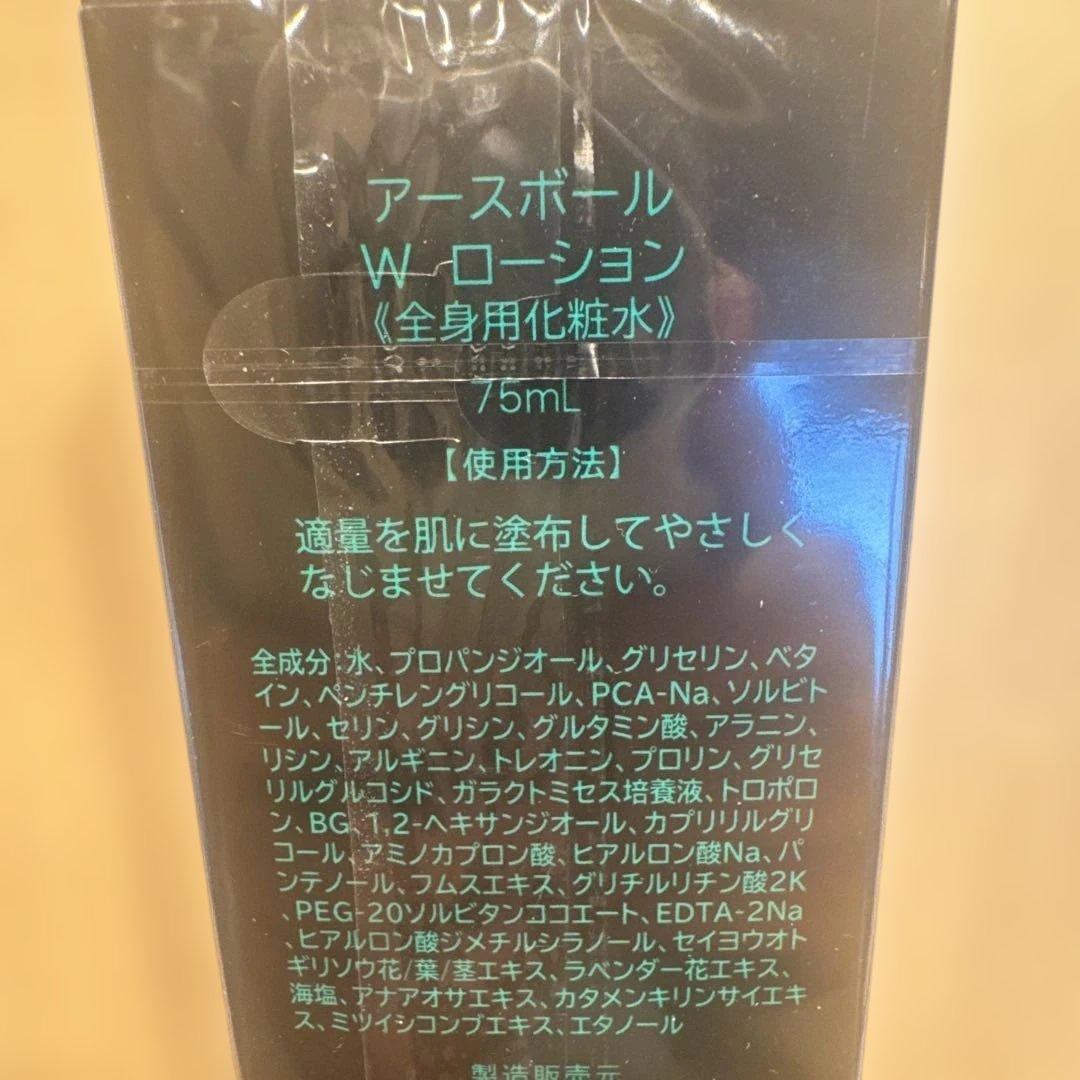 アースボール
W ローション
《全身用化粧水》
75mL
【使用方法】
適量を肌に塗布してやさしく
なじませてください。
全成分:水、プロパンジオール、グリセリン、ベタ
イン、ペンチレングリコール、PCA-Na、ソルビト
ール、セリン、グリシン、グルタミン酸、アラニン、
リシン、アルギニン、トレオニン、プロリン、グリセ
リルグルコシド、ガラクトミセス培養液、トロポロ
ン、BG、1,2-ヘキサンジオール、カプリリルグリ
コール、アミノカプロン酸、ヒアルロン酸Na、パ
ンテノール、フムスエキス、グリチルリチン酸2K
、PEG-20ソルビタンココエート、EDTA-2Na
、ヒアルロン酸ジメチルシラノール、セイヨウオト
ギリソウ花/葉/茎エキス、ラベンダー花エキス、
海塩、アナアオサエキス、カタメンキリンサイエキ
ス、ミツイシコンブエキス、エタノール
製造販売元